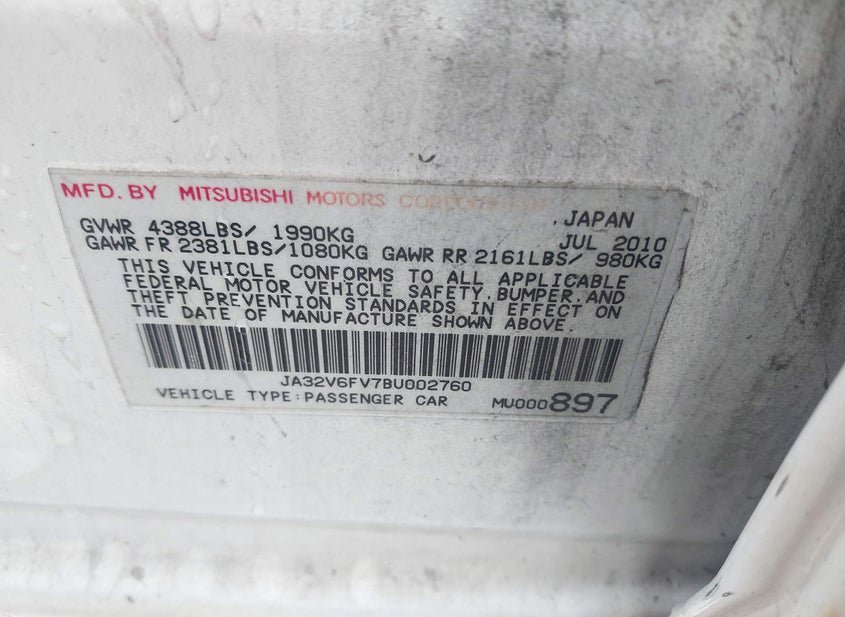 MFD. BY MITSUBISHI MOTORS CORPORATION
, JAPAN
GVWR 4388LBS/ 1990KG JUL 2010
GAWR FR 2381LBS/1080KG GAWR RR 2161LBS/ 980KG
THIS VEHICLE CONFORMS TO ALL APPLICABLE
FEDERAL MOTOR VEHICLE SAFETY,BUMPER,AND
THEFT PREVENTION STANDARDS IN EFFECT ON
THE DATE OF MANUFACTURE SHOWN ABOVE.
JA32V6FV7BU002760
VEHICLE TYPE:PASSENGER CAR MU000897